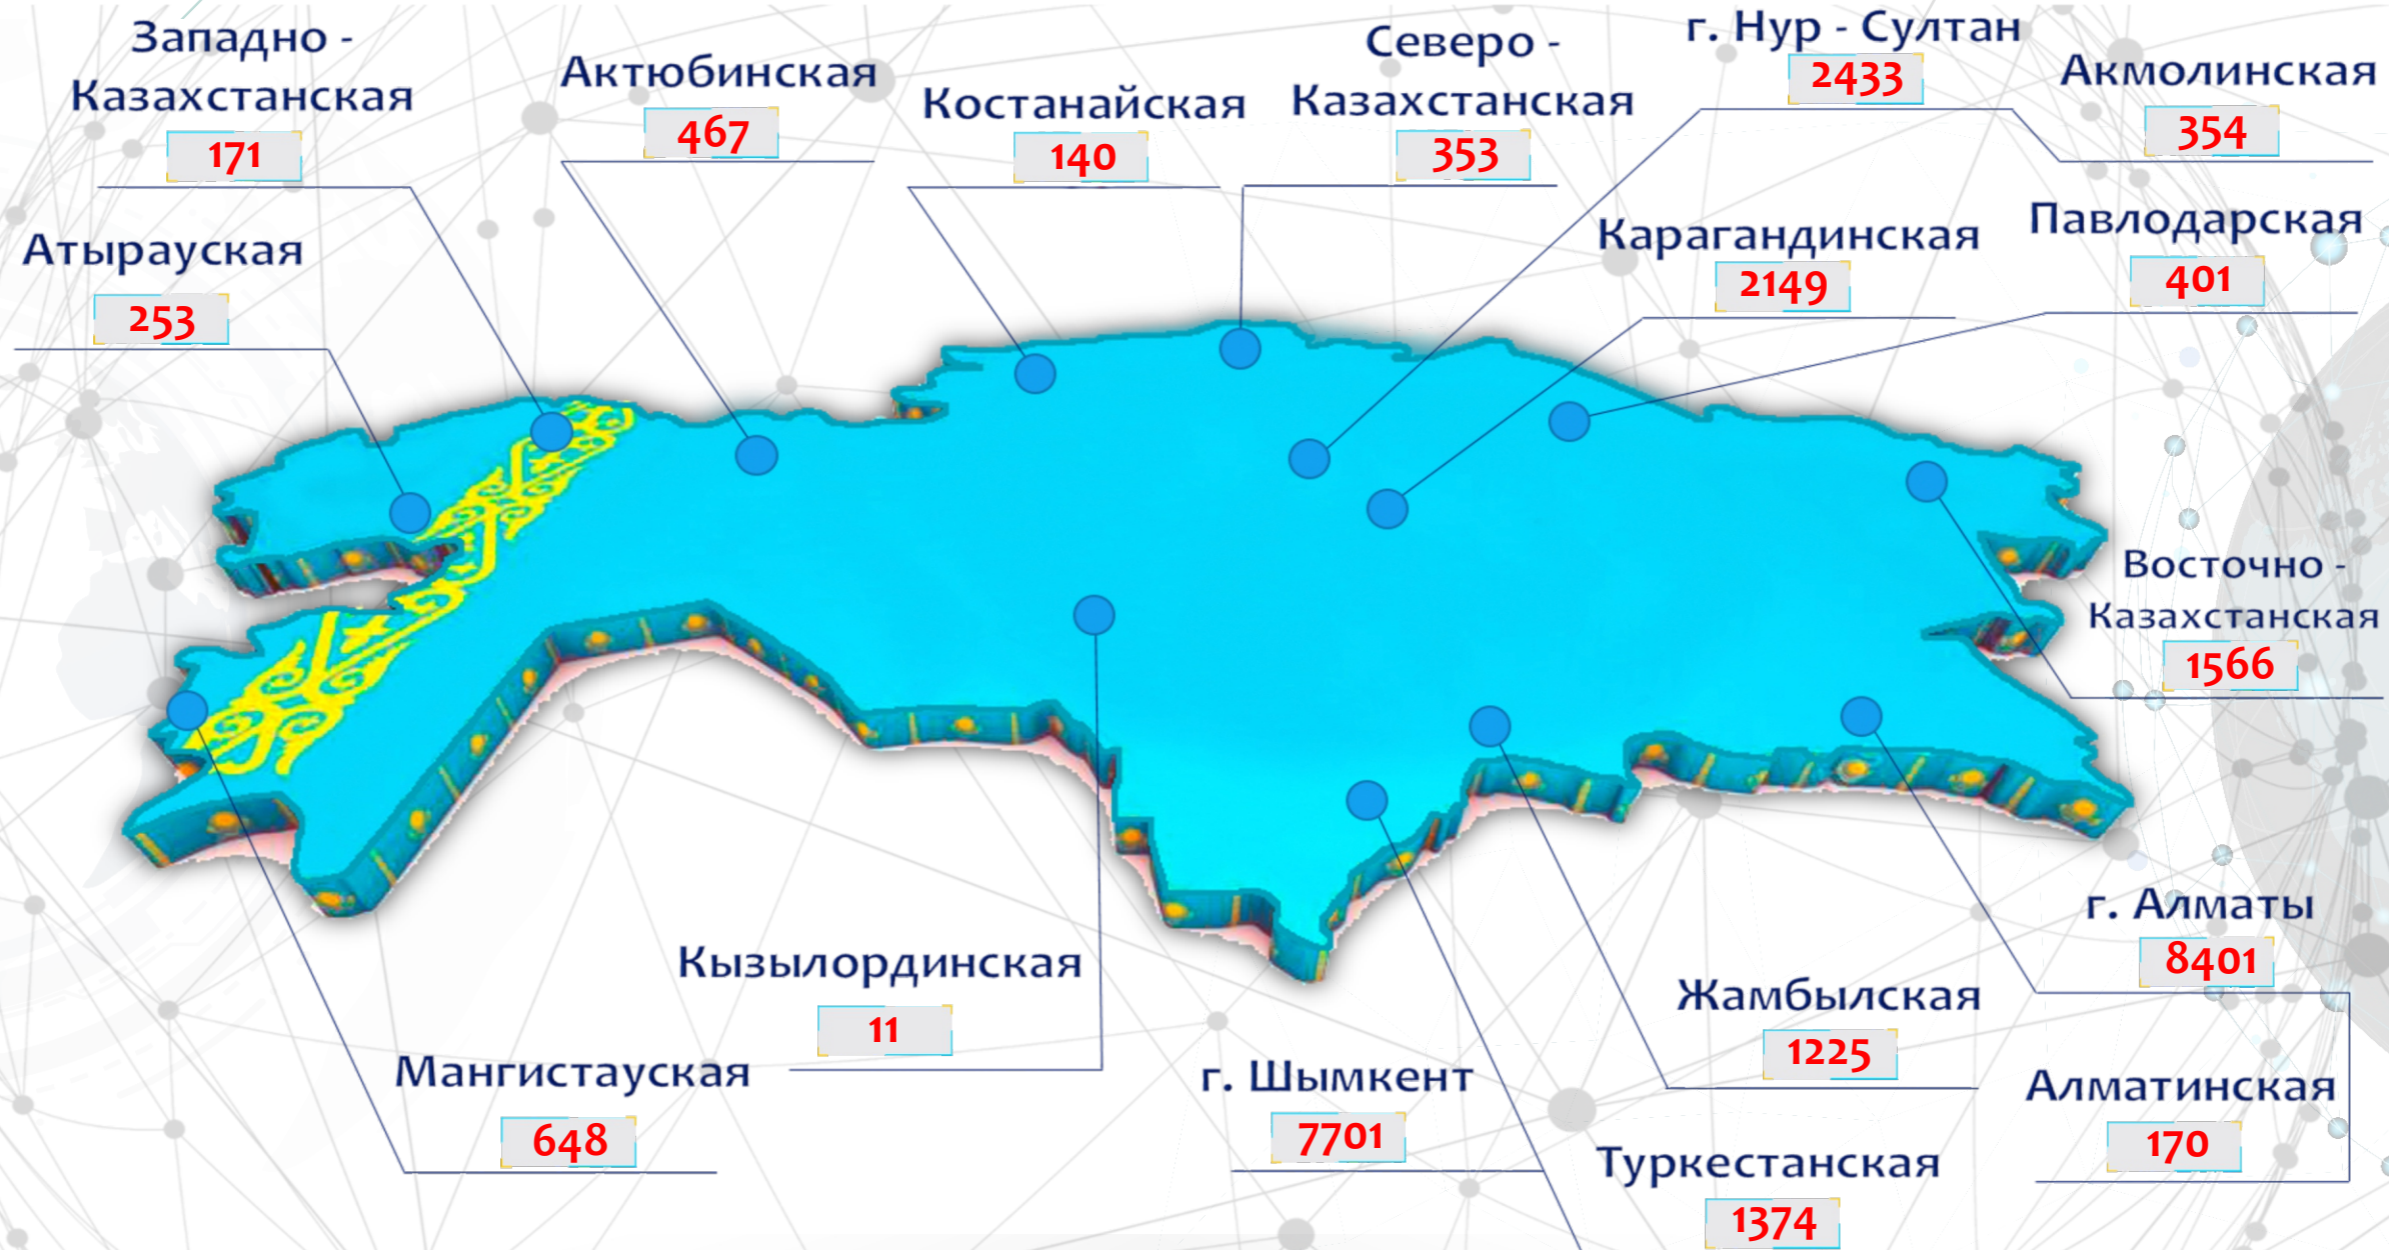 Западно -
Казахстанская
171
Актюбинская
467
Костанайская
140
Северо -
Казахстанская
353
г. Нур - Султан
2433
Акмолинская
354
Атырауская
253
Карагандинская
2149
Павлодарская
401
Восточно -
Казахстанская
1566
г. Алматы
8401
Кызылординская
11
Жамбылская
1225
Мангистауская
648
г. Шымкент
7701
Алматинская
170
Туркестанская
1374